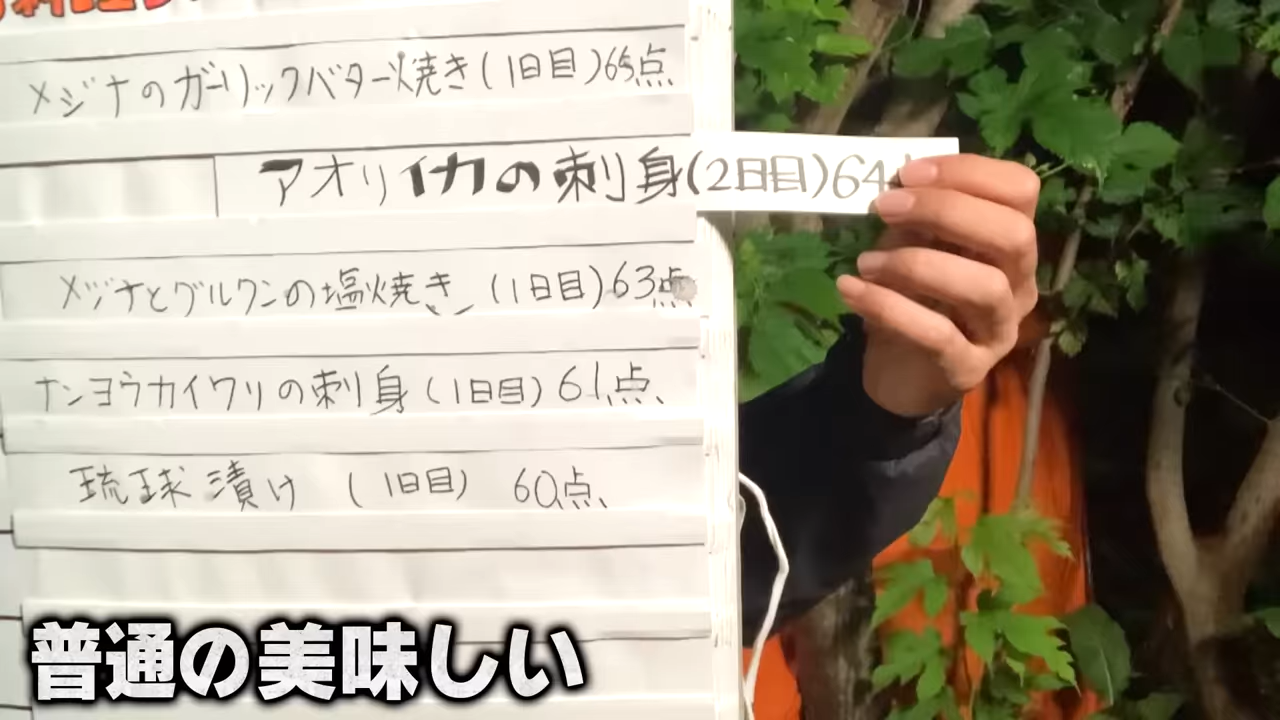 メジナのガーリックバター焼き(1日目)65点
アオリイカの刺身(2日目)64
メジナとグルクンの塩焼き(1日目)63点
ナンヨウカイワリの刺身(1日目)61点
琉球漬け(1日目)60点
普通の美味しい